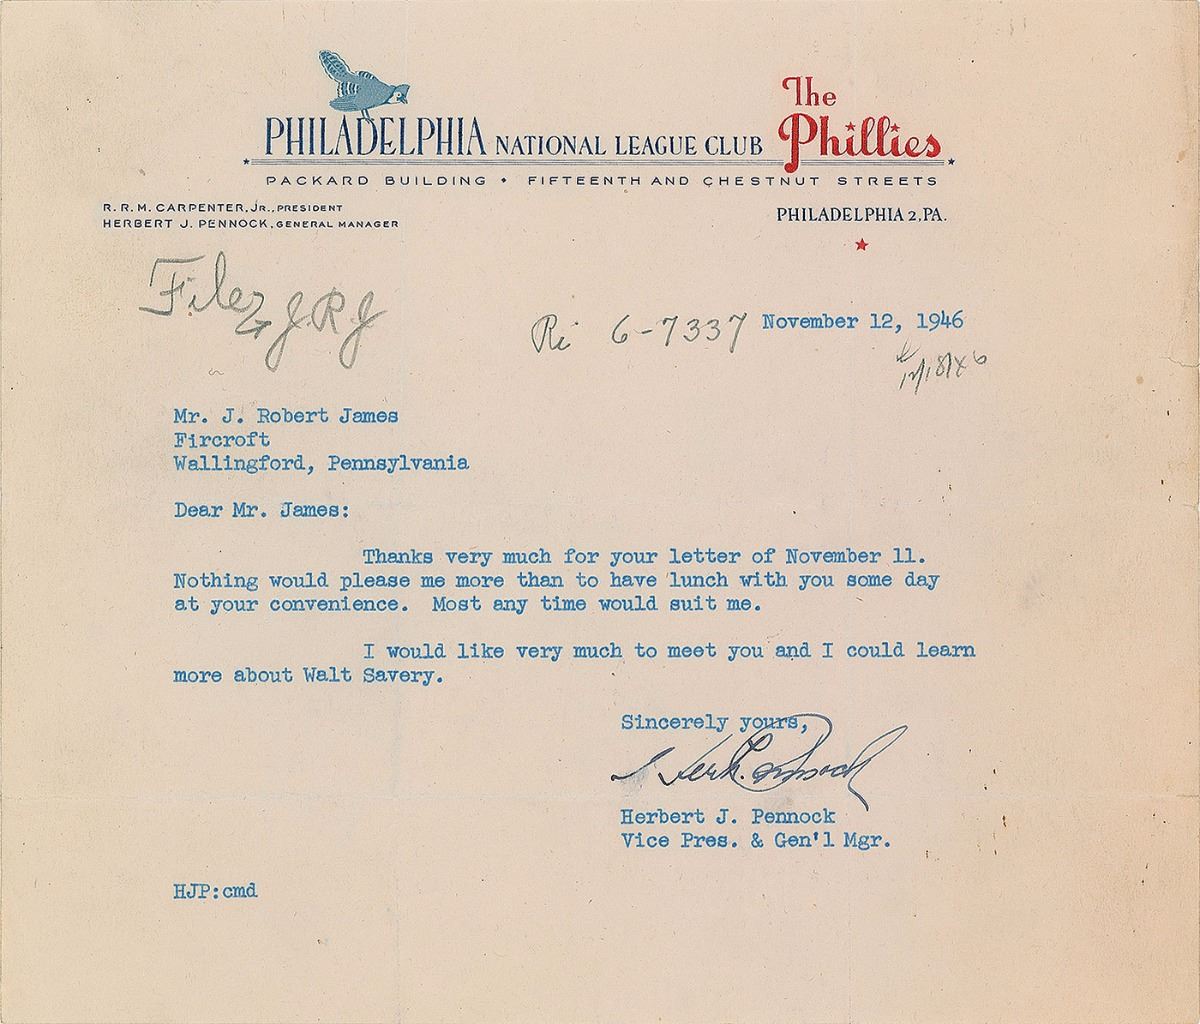 PHILADELPHIA NATIONAL LEAGUE CLUB The Phillies
PACKARD BUILDING • FIFTEENTH AND CHESTNUT STREETS
R. R. M. CARPENTER, Jr., PRESIDENT
HERBERT J. PENNOCK, GENERAL MANAGER
PHILADELPHIA 2, PA.
File
J.R.J
Ri 6-7337 November 12, 1946
Mr. J. Robert James
Fircroft
Wallingford, Pennsylvania
Dear Mr. James:
Thanks very much for your letter of November 11.
Nothing would please me more than to have lunch with you some day
at your convenience. Most any time would suit me.
I would like very much to meet you and I could learn
more about Walt Savery.
Sincerely yours,
Herb. Pennock
Herbert J. Pennock
Vice Pres. & Gen'l Mgr.
HJP:cmd